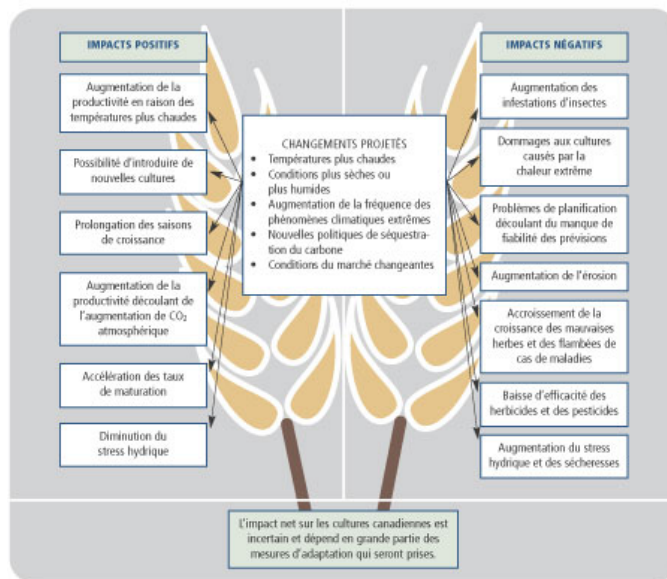 IMPACTS POSITIFS
Augmentation de la
productivité en raison des
températures plus chaudes
Possibilité d'introduire de
nouvelles cultures
Prolongation des saisons
de croissance
Augmentation de la
productivité découlant de
l'augmentation de CO₂
atmosphérique
Accélération des taux
de maturation
Diminution du
stress hydrique
CHANGEMENTS PROJETÉS
• Températures plus chaudes
• Conditions plus sèches ou
plus humides
• Augmentation de la fréquence des
phénomènes climatiques extrêmes
• Nouvelles politiques de séquestra-
tion du carbone
• Conditions du marché changeantes
IMPACTS NÉGATIFS
Augmentation des
infestations d'insectes
Dommages aux cultures
causés par la
chaleur extrême
Problèmes de planification
découlant du manque de
fiabilité des prévisions
Augmentation de l'érosion
Accroissement de la
croissance des mauvaises
herbes et des flambées de
cas de maladies
Baisse d'efficacité des
herbicides et des pesticides
Augmentation du stress
hydrique et des sécheresses
L'impact net sur les cultures canadiennes est
incertain et dépend en grande partie des
mesures d'adaptation qui seront prises.